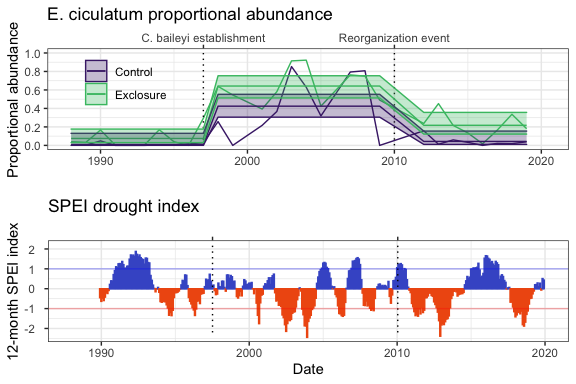 E. ciculatum proportional abundance
C. baileyi establishment
Reorganization event
Proportional abundance
1.0
0.8
0.6
0.4
0.2
0.0
Control
Exclosure
1990
2000
2010
2020
SPEI drought index
12-month SPEI index
2
1
0
-1
-2
1990
2000
2010
2020
Date